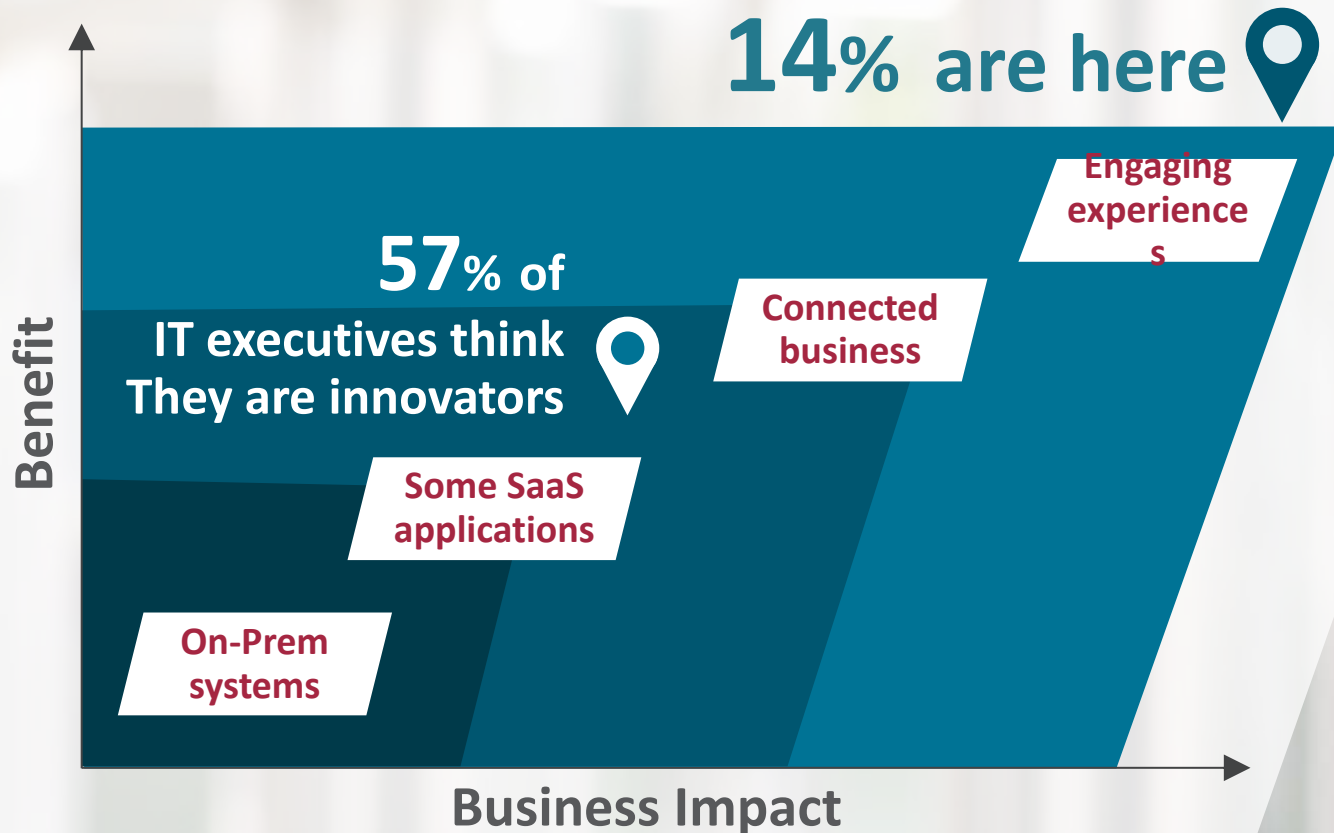 14% are here
Engaging
experience
s
57% of
IT executives think
They are innovators
Connected
business
Some SaaS
applications
On-Prem
systems
Benefit
Business Impact